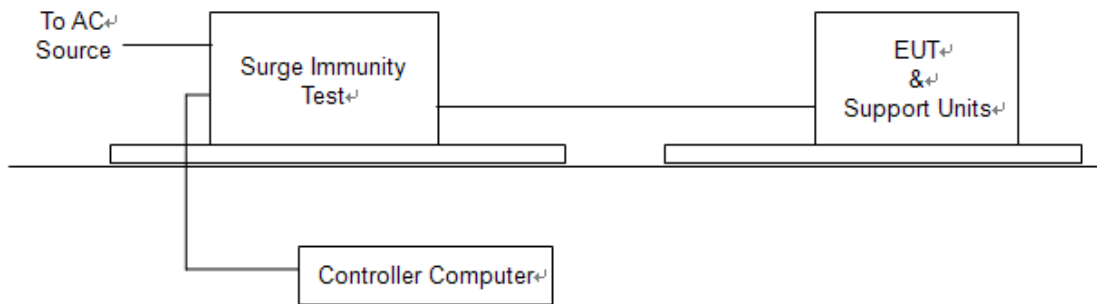 To AC↵
Source
Surge Immunity
Test↵
EUT↵
&↵
Support Units↵
Controller Computer↵